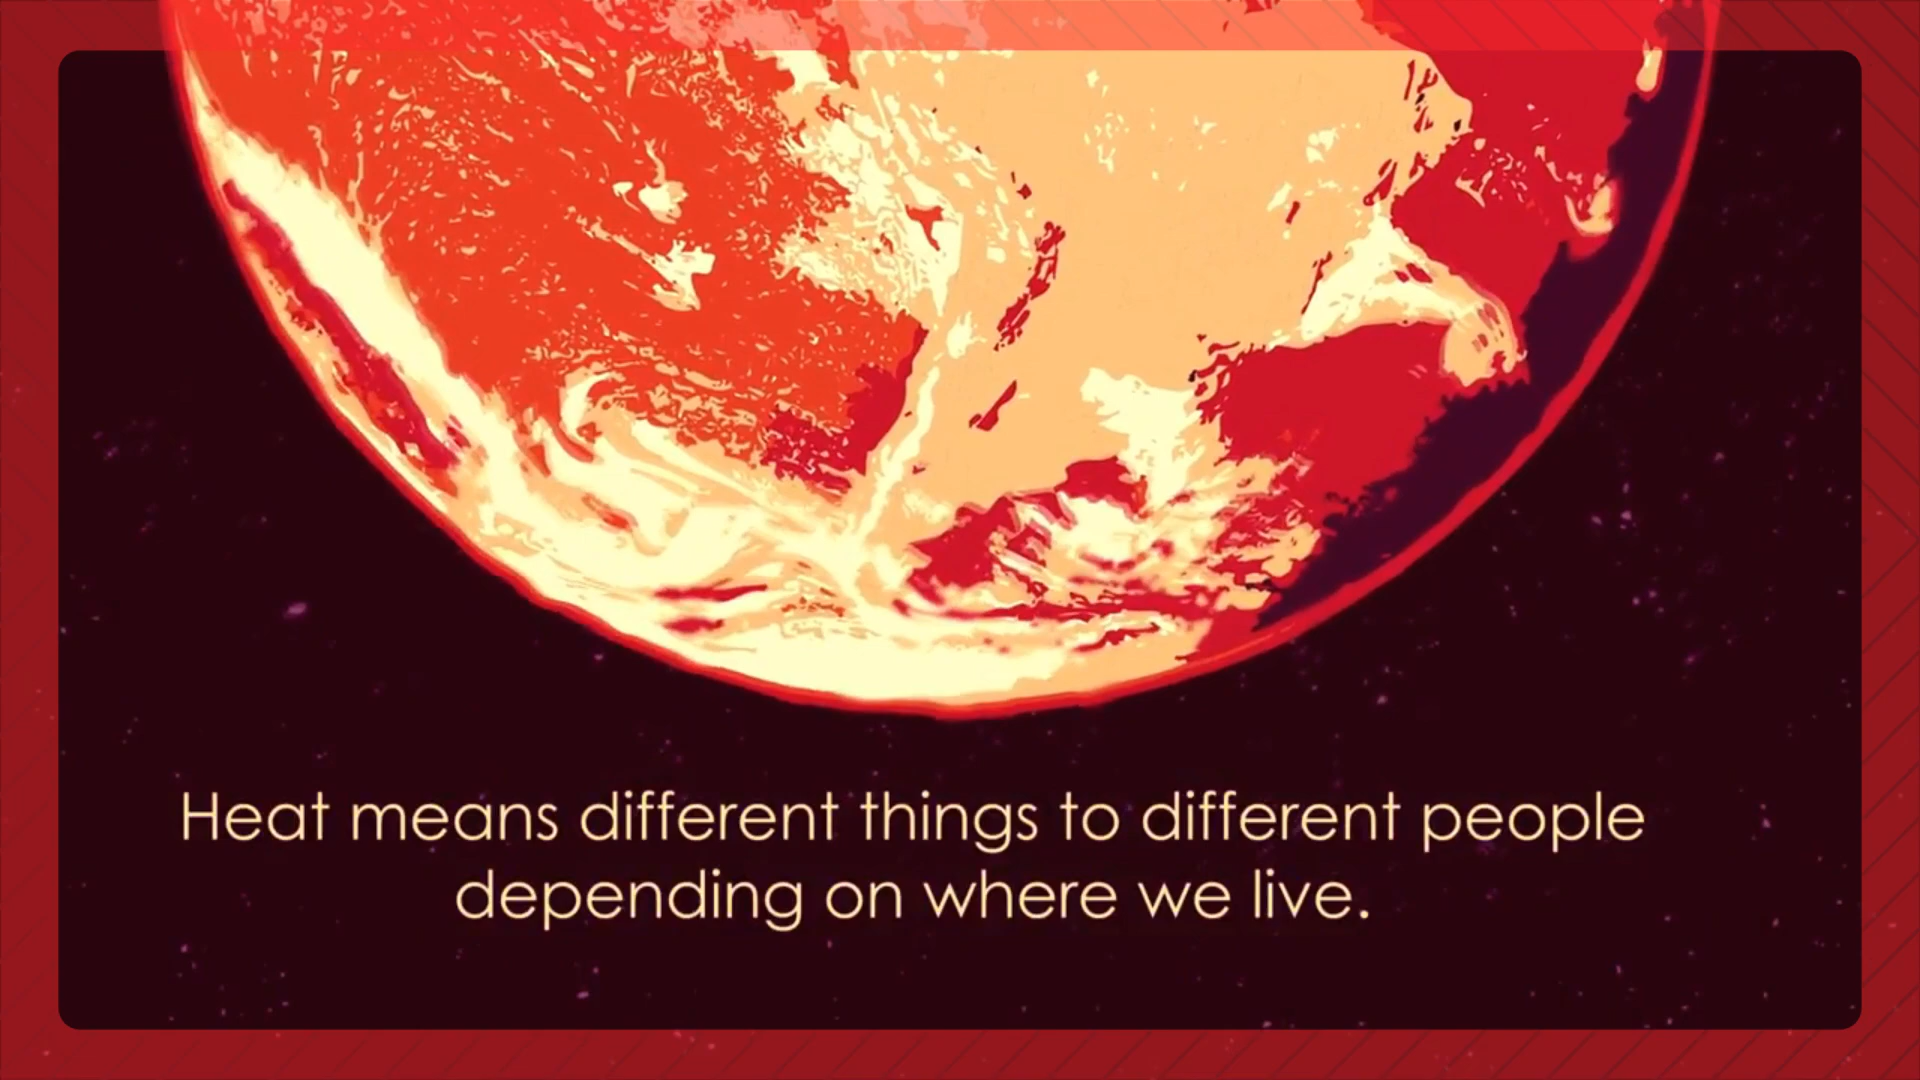 Heat means different things to different people
depending on where we live.